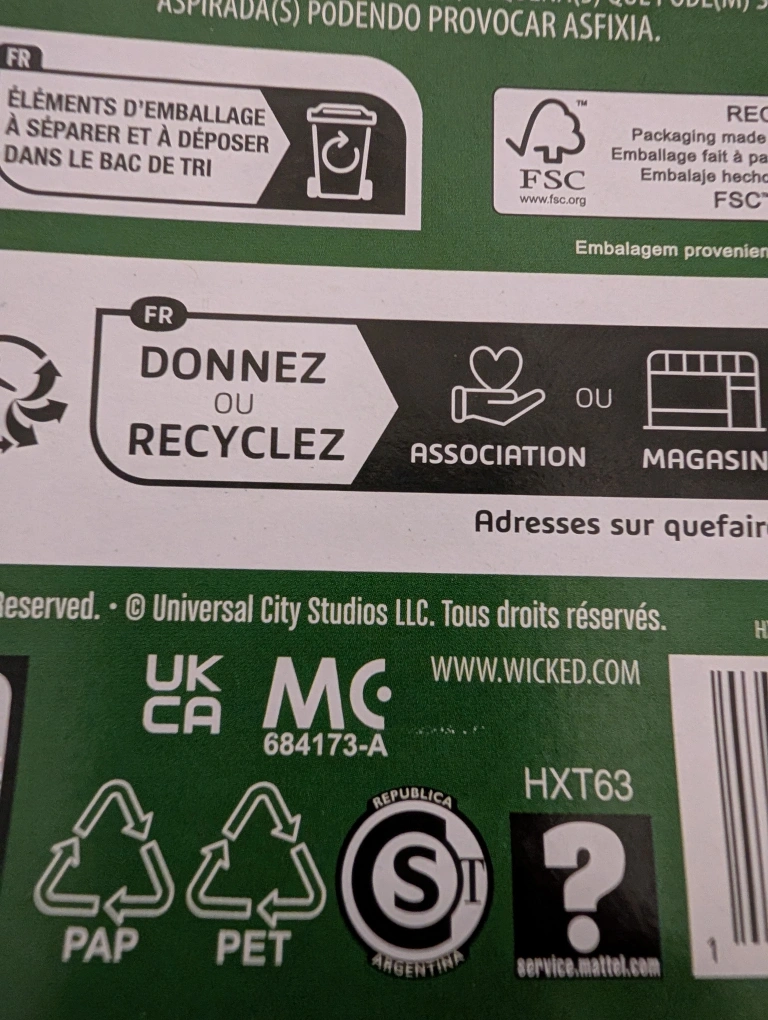 ASPIRADA(S) PODENDO PROVOCAR ASFIXIA.
FR
ÉLÉMENTS D'EMBALLAGE
À SÉPARER ET À DÉPOSER
DANS LE BAC DE TRI
FSC
www.fsc.org
REC
Packaging made
Emballage fait à pa
Embalaje hecho
FSC™
Embalagem provenien
FR
DONNEZ
OU
RECYCLEZ
ASSOCIATION
OU
MAGASIN
Adresses sur quefair
Reserved. • © Universal City Studios LLC. Tous droits réservés.
UK
CA
MC
684173-A
WWW.WICKED.COM
HXT63
PAP
PET
REPUBLICA
S
T
ARGENTINA
?
service.mattel.com
1